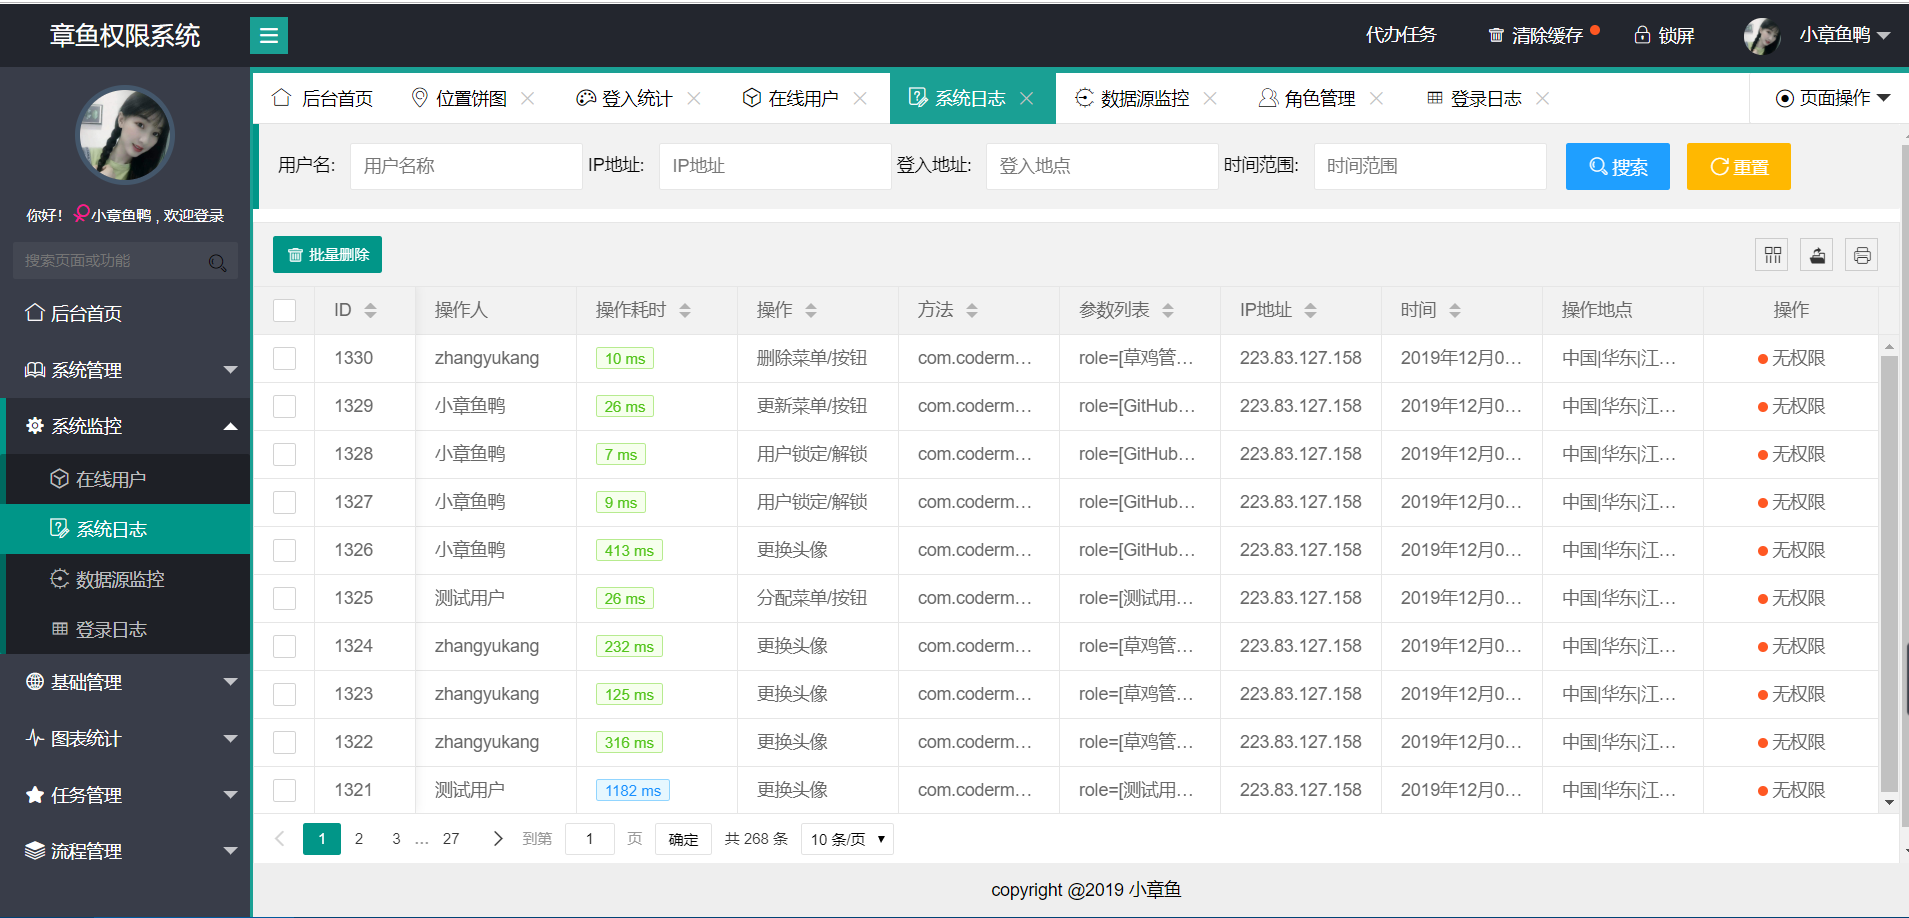 章鱼权限系统
代办任务 清除缓存 锁屏 小章鱼鸭
后台首页 位置饼图 登入统计 在线用户 系统日志 数据源监控 角色管理 登录日志 页面操作
你好! 小章鱼鸭 , 欢迎登录
搜索页面或功能
后台首页
系统管理
系统监控
在线用户
系统日志
数据源监控
登录日志
基础管理
图表统计
任务管理
流程管理
用户名: 用户名称 IP地址: IP地址 登入地址: 登入地点 时间范围: 时间范围 搜索 重置
批量删除
ID 操作人 操作耗时 操作 方法 参数列表 IP地址 时间 操作地点 操作
1330 zhangyukang 10 ms 删除菜单/按钮 com.coderm... role=[草鸡管... 223.83.127.158 2019年12月0... 中国|华东|江... 无权限
1329 小章鱼鸭 26 ms 更新菜单/按钮 com.coderm... role=[GitHub... 223.83.127.158 2019年12月0... 中国|华东|江... 无权限
1328 小章鱼鸭 7 ms 用户锁定/解锁 com.coderm... role=[GitHub... 223.83.127.158 2019年12月0... 中国|华东|江... 无权限
1327 小章鱼鸭 9 ms 用户锁定/解锁 com.coderm... role=[GitHub... 223.83.127.158 2019年12月0... 中国|华东|江... 无权限
1326 小章鱼鸭 413 ms 更换头像 com.coderm... role=[GitHub... 223.83.127.158 2019年12月0... 中国|华东|江... 无权限
1325 测试用户 26 ms 分配菜单/按钮 com.coderm... role=[测试用... 223.83.127.158 2019年12月0... 中国|华东|江... 无权限
1324 zhangyukang 232 ms 更换头像 com.coderm... role=[草鸡管... 223.83.127.158 2019年12月0... 中国|华东|江... 无权限
1323 zhangyukang 125 ms 更换头像 com.coderm... role=[草鸡管... 223.83.127.158 2019年12月0... 中国|华东|江... 无权限
1322 zhangyukang 316 ms 更换头像 com.coderm... role=[草鸡管... 223.83.127.158 2019年12月0... 中国|华东|江... 无权限
1321 测试用户 1182 ms 更换头像 com.coderm... role=[测试用... 223.83.127.158 2019年12月0... 中国|华东|江... 无权限
1 2 3 ... 27 到第 1 页 确定 共 268 条 10 条/页
copyright @2019 小章鱼